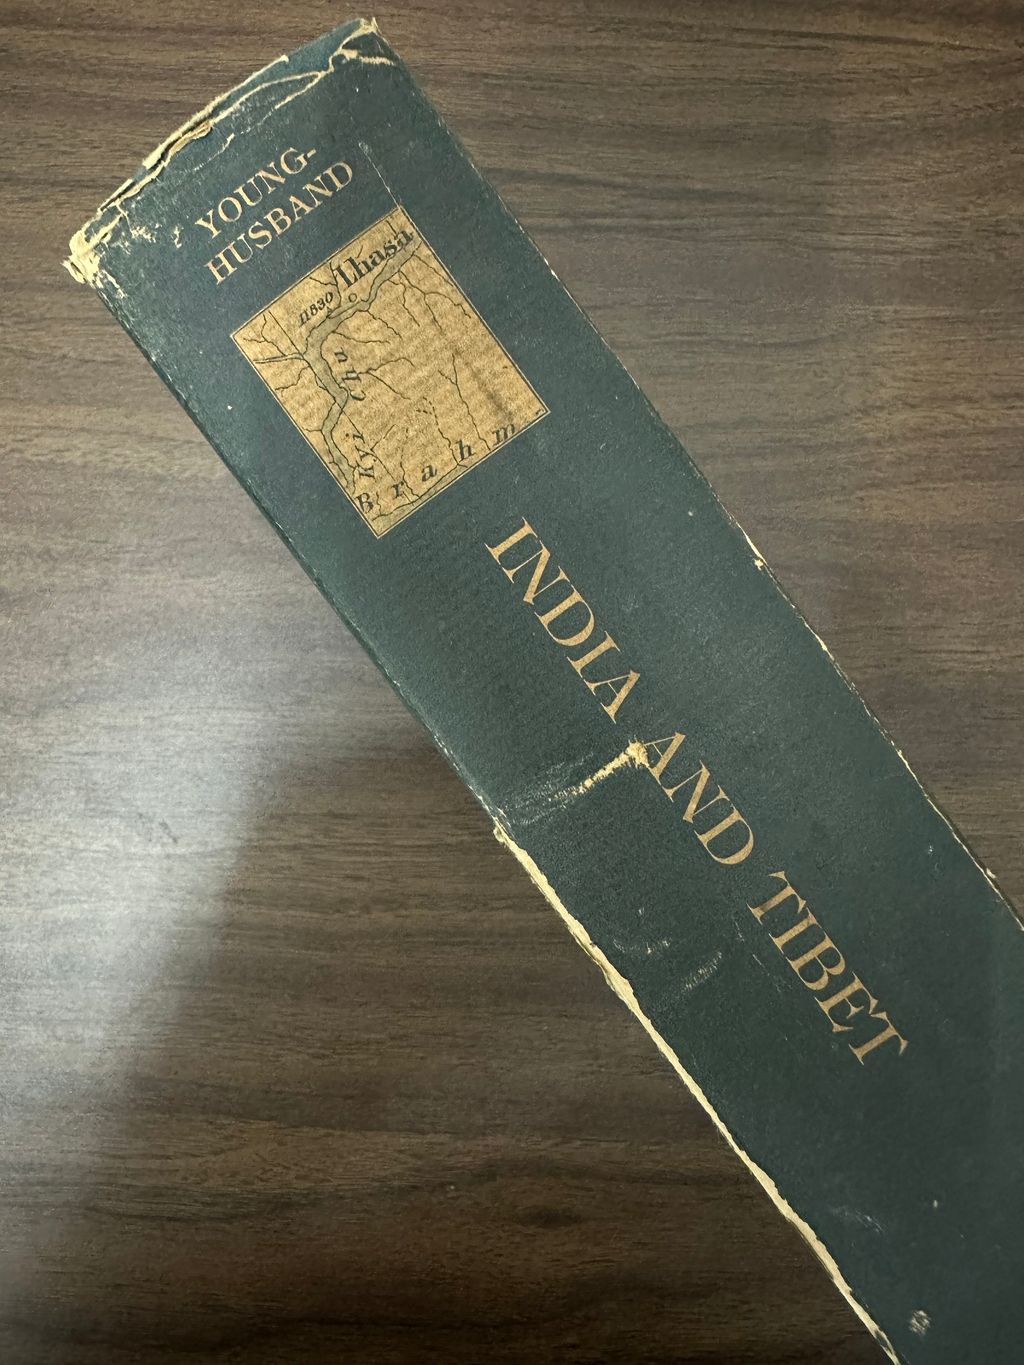 YOUNG-
HUSBAND
Lhasa
11830
Kyi Chu
Brahm
INDIA AND TIBET